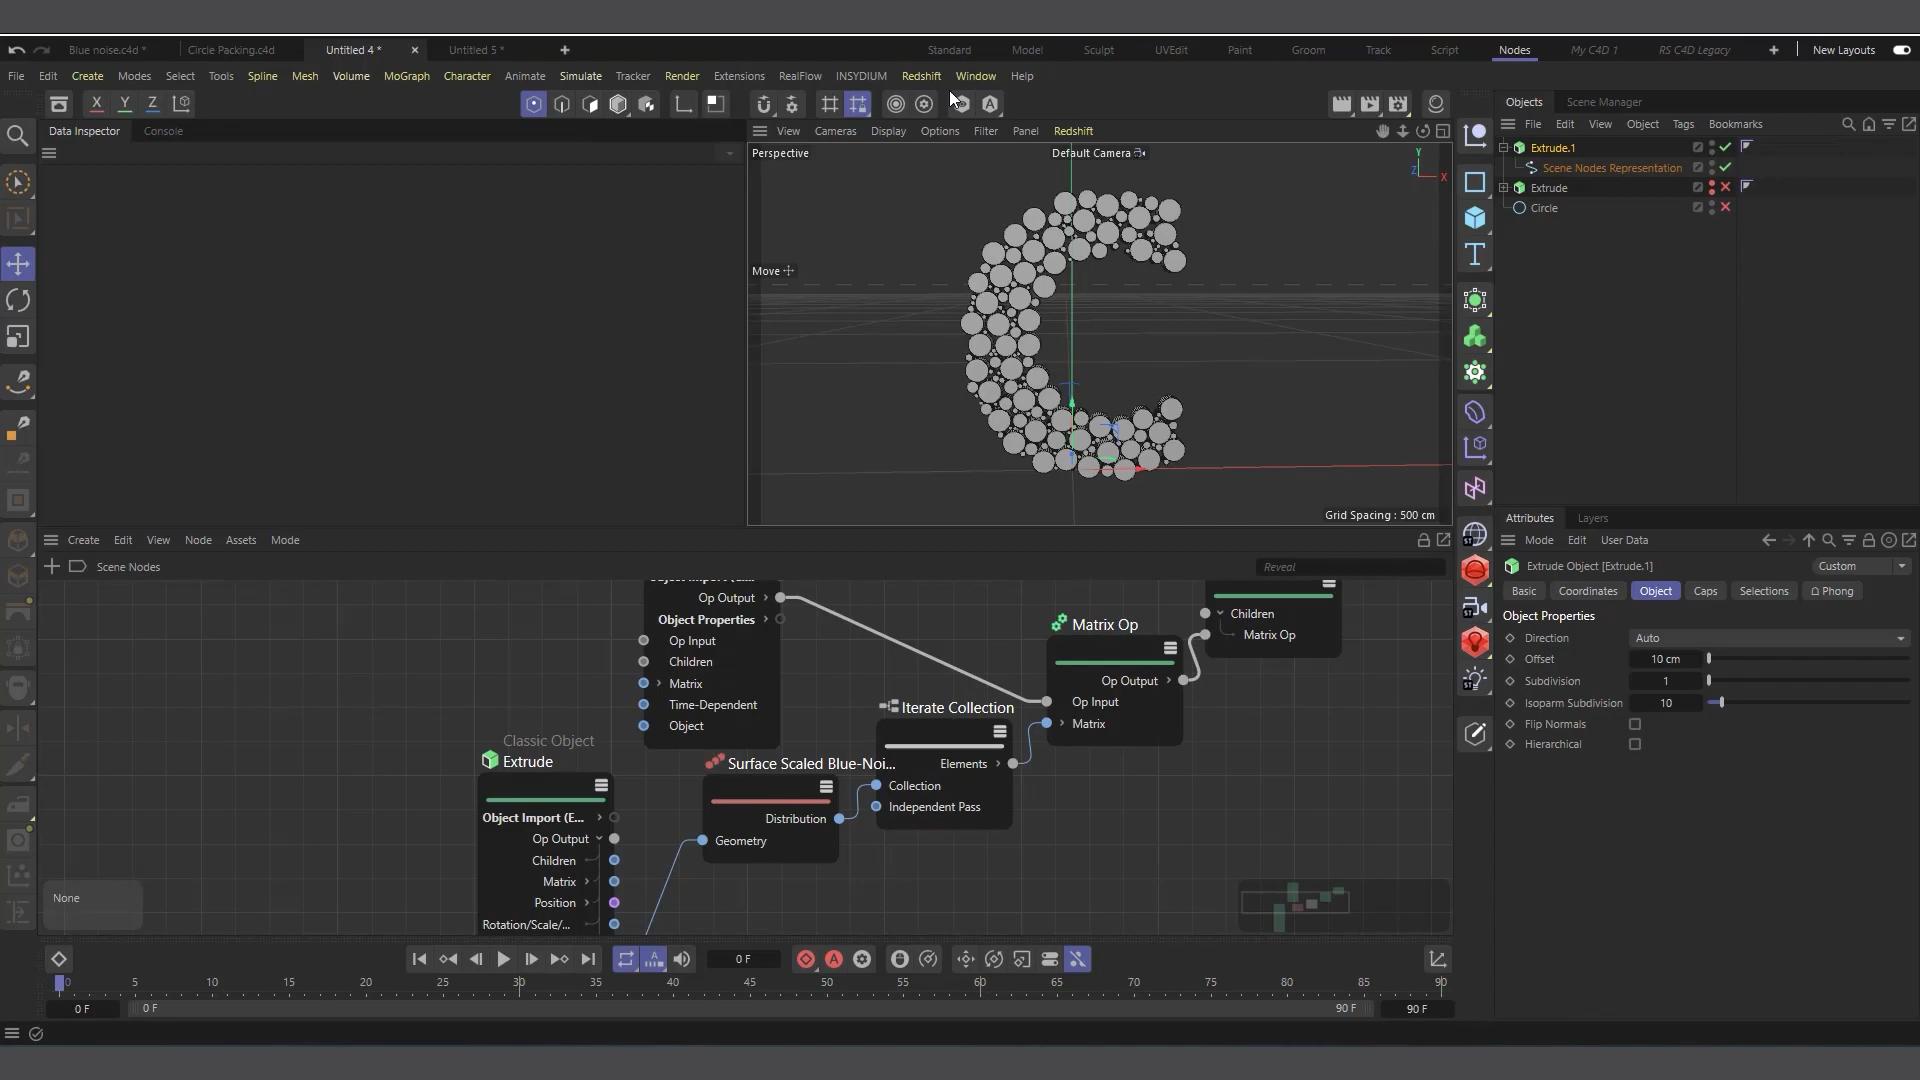 Blue noise.c4d *
Circle Packing.c4d
Untitled 4 *
Untitled 5 *
Standard
Model
Sculpt
UVEdit
Paint
Groom
Track
Script
Nodes
My C4D 1
RS C4D Legacy
New Layouts
File Edit Create Modes Select Tools Spline Mesh Volume MoGraph Character Animate Simulate Tracker Render Extensions RealFlow INSYDIUM Redshift Window Help
X Y Z
Data Inspector
Console
View Cameras Display Options Filter Panel Redshift
Perspective
Default Camera
Y
Z
X
Move
Grid Spacing : 500 cm
Objects
Scene Manager
File Edit View Object Tags Bookmarks
Extrude.1
Scene Nodes Representation
Extrude
Circle
Create Edit View Node Assets Mode
Scene Nodes
Reveal
Op Output
Object Properties
Op Input
Children
Matrix
Time-Dependent
Object
Classic Object
Extrude
Object Import (E...
Op Output
Children
Matrix
Position
Rotation/Scale/...
Surface Scaled Blue-Noi...
Distribution
Geometry
Iterate Collection
Elements
Collection
Independent Pass
Matrix Op
Op Output
Op Input
Matrix
Children
Matrix Op
None
Attributes
Layers
Mode Edit User Data
Extrude Object [Extrude.1]
Custom
Basic
Coordinates
Object
Caps
Selections
Phong
Object Properties
Direction
Auto
Offset
10 cm
Subdivision
1
Isoparm Subdivision
10
Flip Normals
Hierarchical
0 F
0 5 10 15 20 25 30 35 40 45 50 55 60 65 70 75 80 85 90
0 F
0 F
90 F
90 F